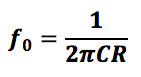 f₀ = 1 / 2πCR